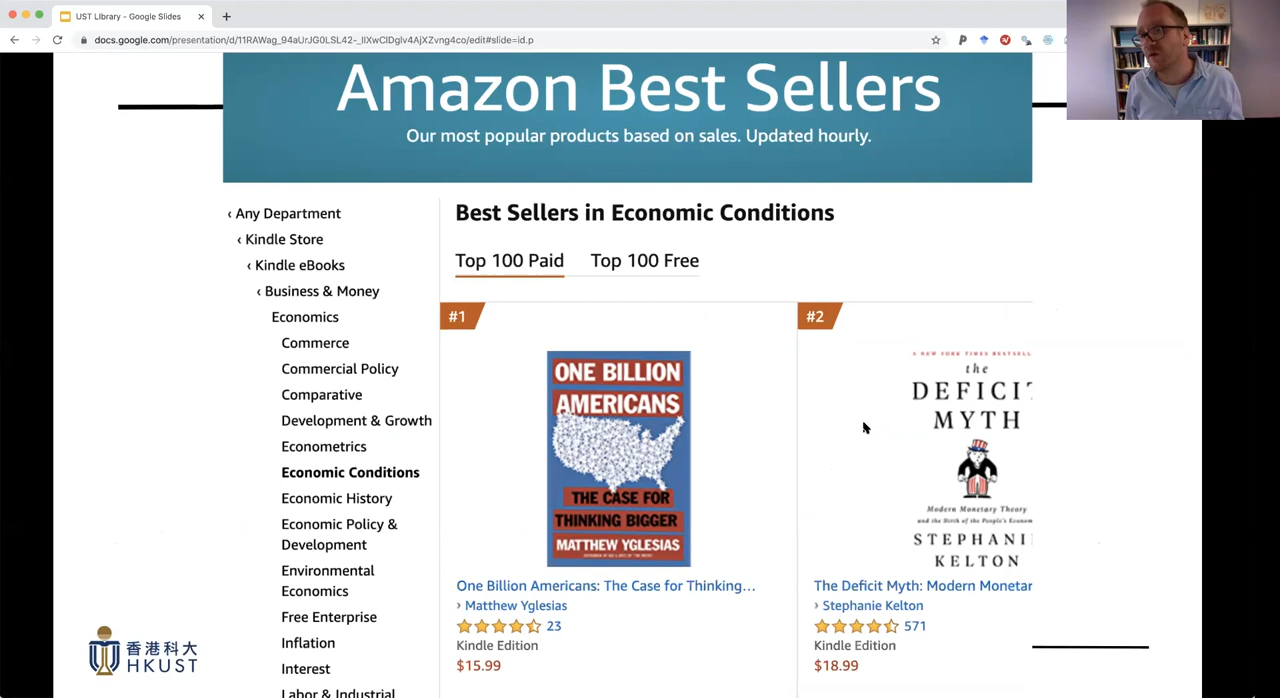 UST LIbrary - Google Slides
docs.google.com/presentation/d/11RAWag_94aUrJG0LSL42-_IIXwCIDglv4AjXZvng4co/edit#slide=id.p
Amazon Best Sellers
Our most popular products based on sales. Updated hourly.
‹ Any Department
‹ Kindle Store
‹ Kindle eBooks
‹ Business & Money
Economics
Commerce
Commercial Policy
Comparative
Development & Growth
Econometrics
Economic Conditions
Economic History
Economic Policy &
Development
Environmental
Economics
Free Enterprise
Inflation
Interest
Labor & Industrial
Best Sellers in Economic Conditions
Top 100 Paid Top 100 Free
#1
ONE BILLION
AMERICANS
THE CASE FOR
THINKING BIGGER
MATTHEW YGLESIAS
One Billion Americans: The Case for Thinking…
› Matthew Yglesias
23
Kindle Edition
$15.99
#2
A NEW YORK TIMES BESTSELL
the
DEFICIT
MYTH
Modern Monetary Theory
and the Birth of the People's Econom
STEPHANI
KELTON
The Deficit Myth: Modern Monetar
› Stephanie Kelton
571
Kindle Edition
$18.99
香港科大
HKUST